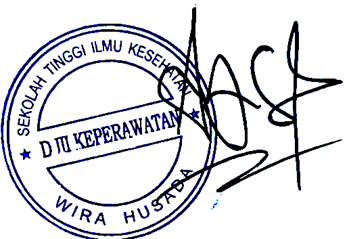 SEKOLAH TINGGI ILMU KESEHATAN
D III KEPERAWATAN
WIRA HUSADA